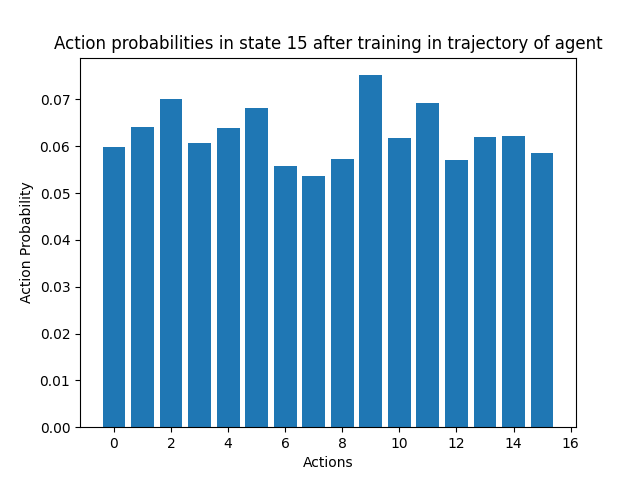 Action probabilities in state 15 after training in trajectory of agent
0.07
0.06
0.05
0.04
0.03
0.02
0.01
0.00
Action Probability
0 2 4 6 8 10 12 14 16
Actions